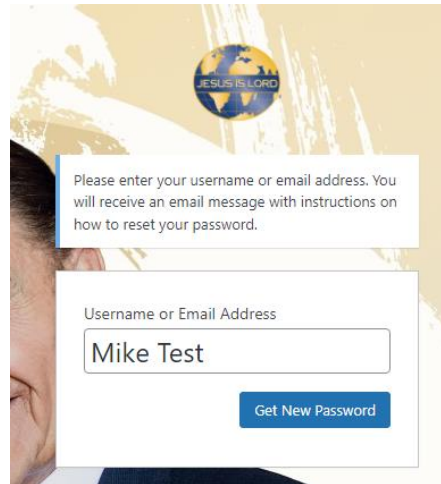 JESUS IS LORD
Please enter your username or email address. You
will receive an email message with instructions on
how to reset your password.
Username or Email Address
Mike Test
Get New Password